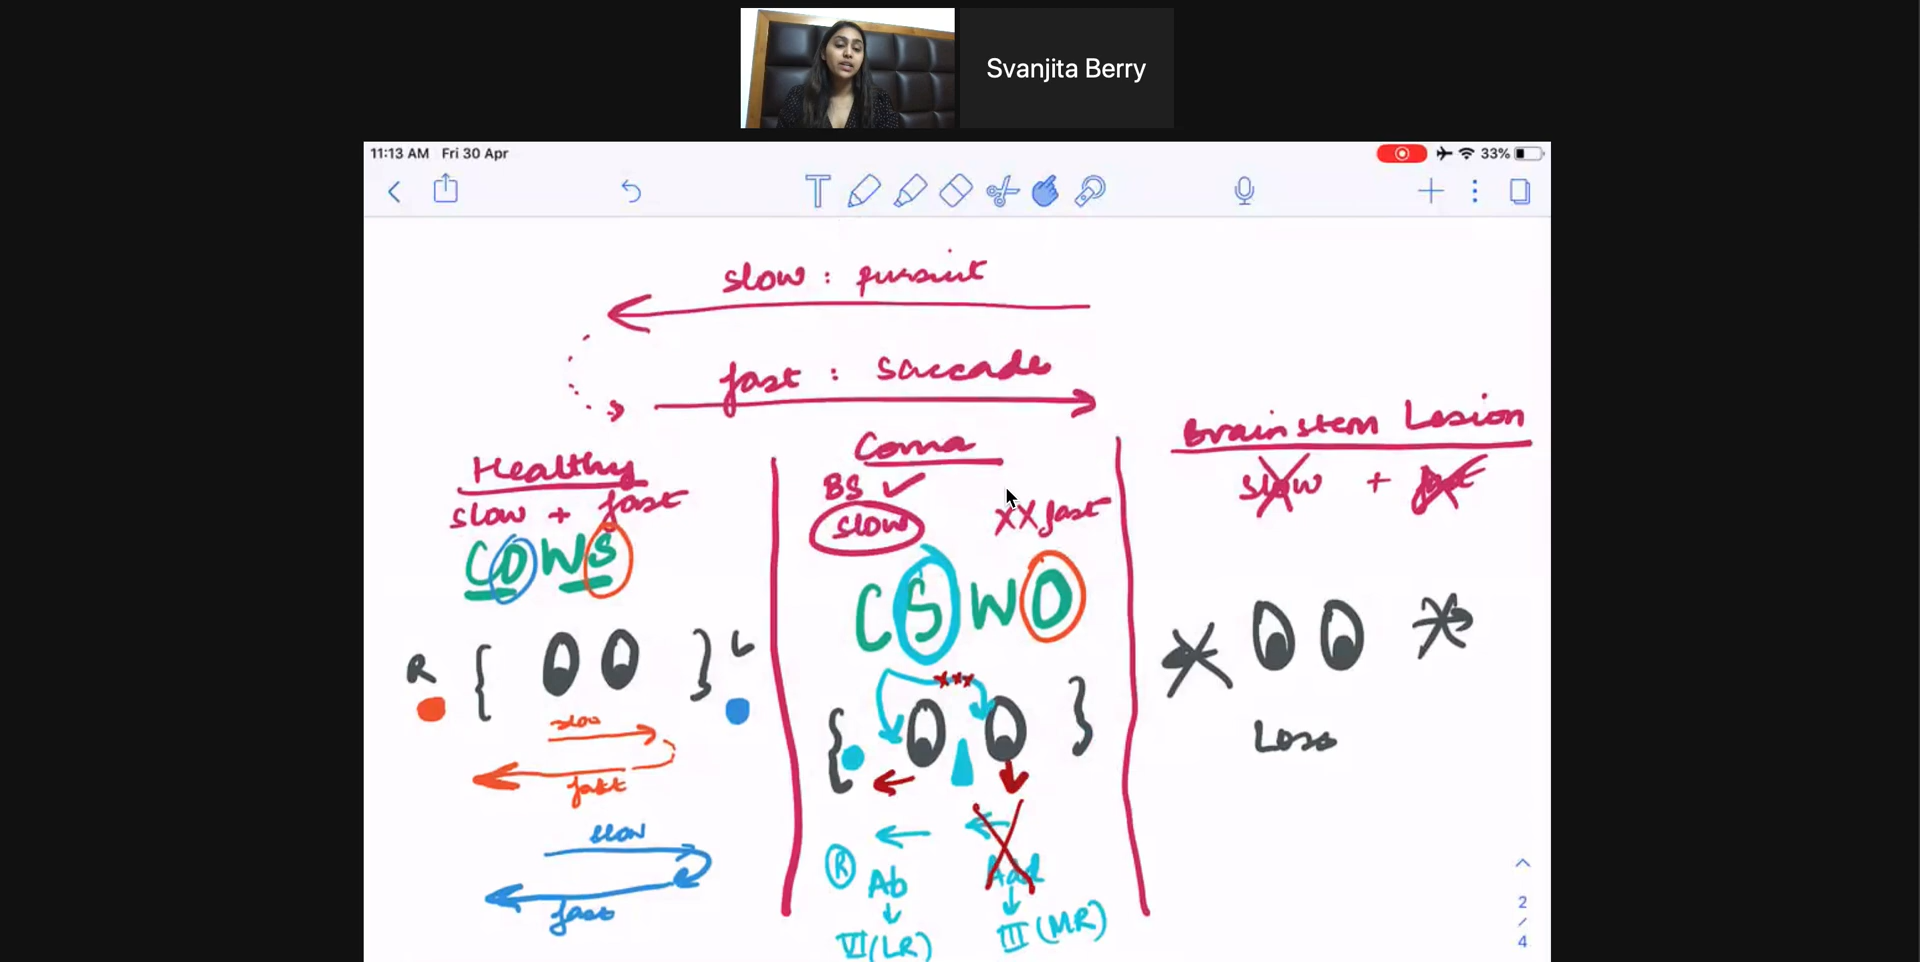 Svanjita Berry
11:13 AM Fri 30 Apr
33%
T
slow : pursuit
fast : saccade
Healthy
slow + fast
COWS
R
L
slow
fast
slow
fast
Coma
BS ✓
slow
XX fast
CSWO
xxx
R
Ab
Add
VI (LR)
III (MR)
Brainstem Lesion
slow + fast
Loss
2
/
4